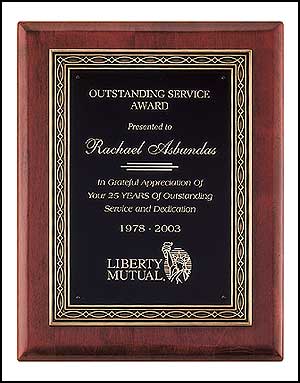 OUTSTANDING SERVICE
AWARD
Presented to
Rachael Asbundas
In Grateful Appreciation Of
Your 25 YEARS Of Outstanding
Service and Dedication
1978 · 2003
LIBERTY
MUTUAL.